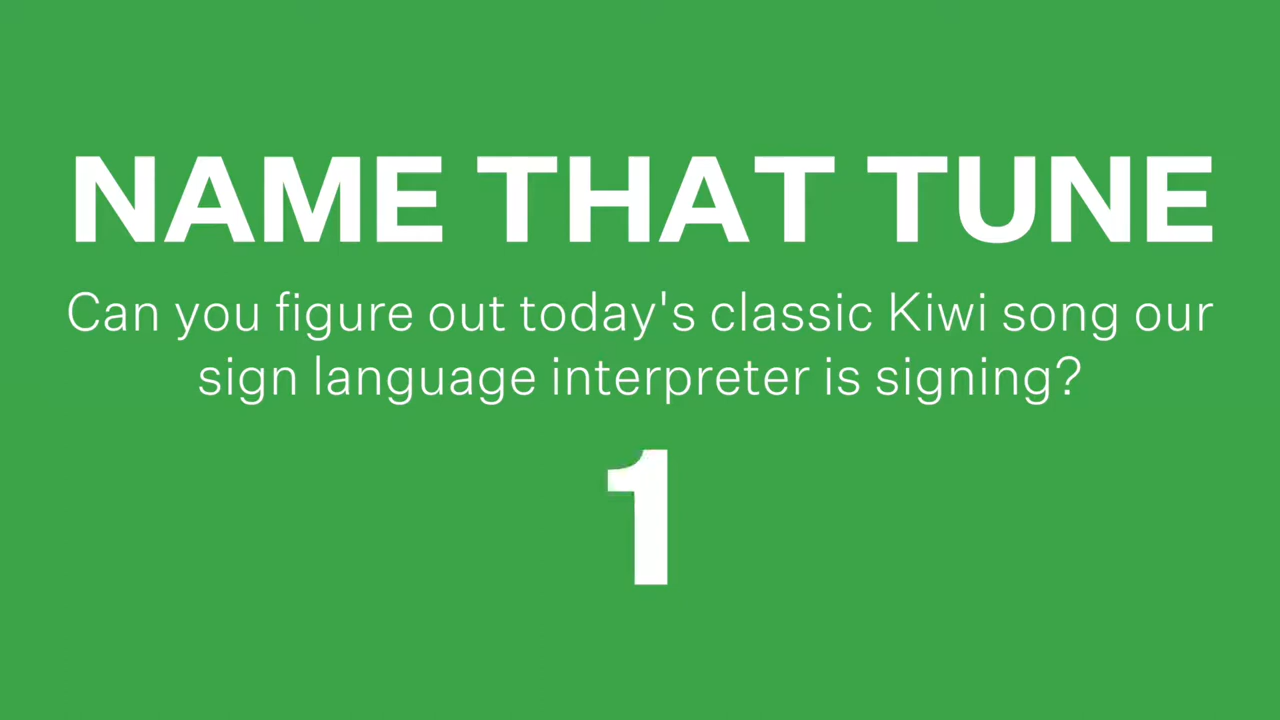 NAME THAT TUNE
Can you figure out today's classic Kiwi song our
sign language interpreter is signing?
1